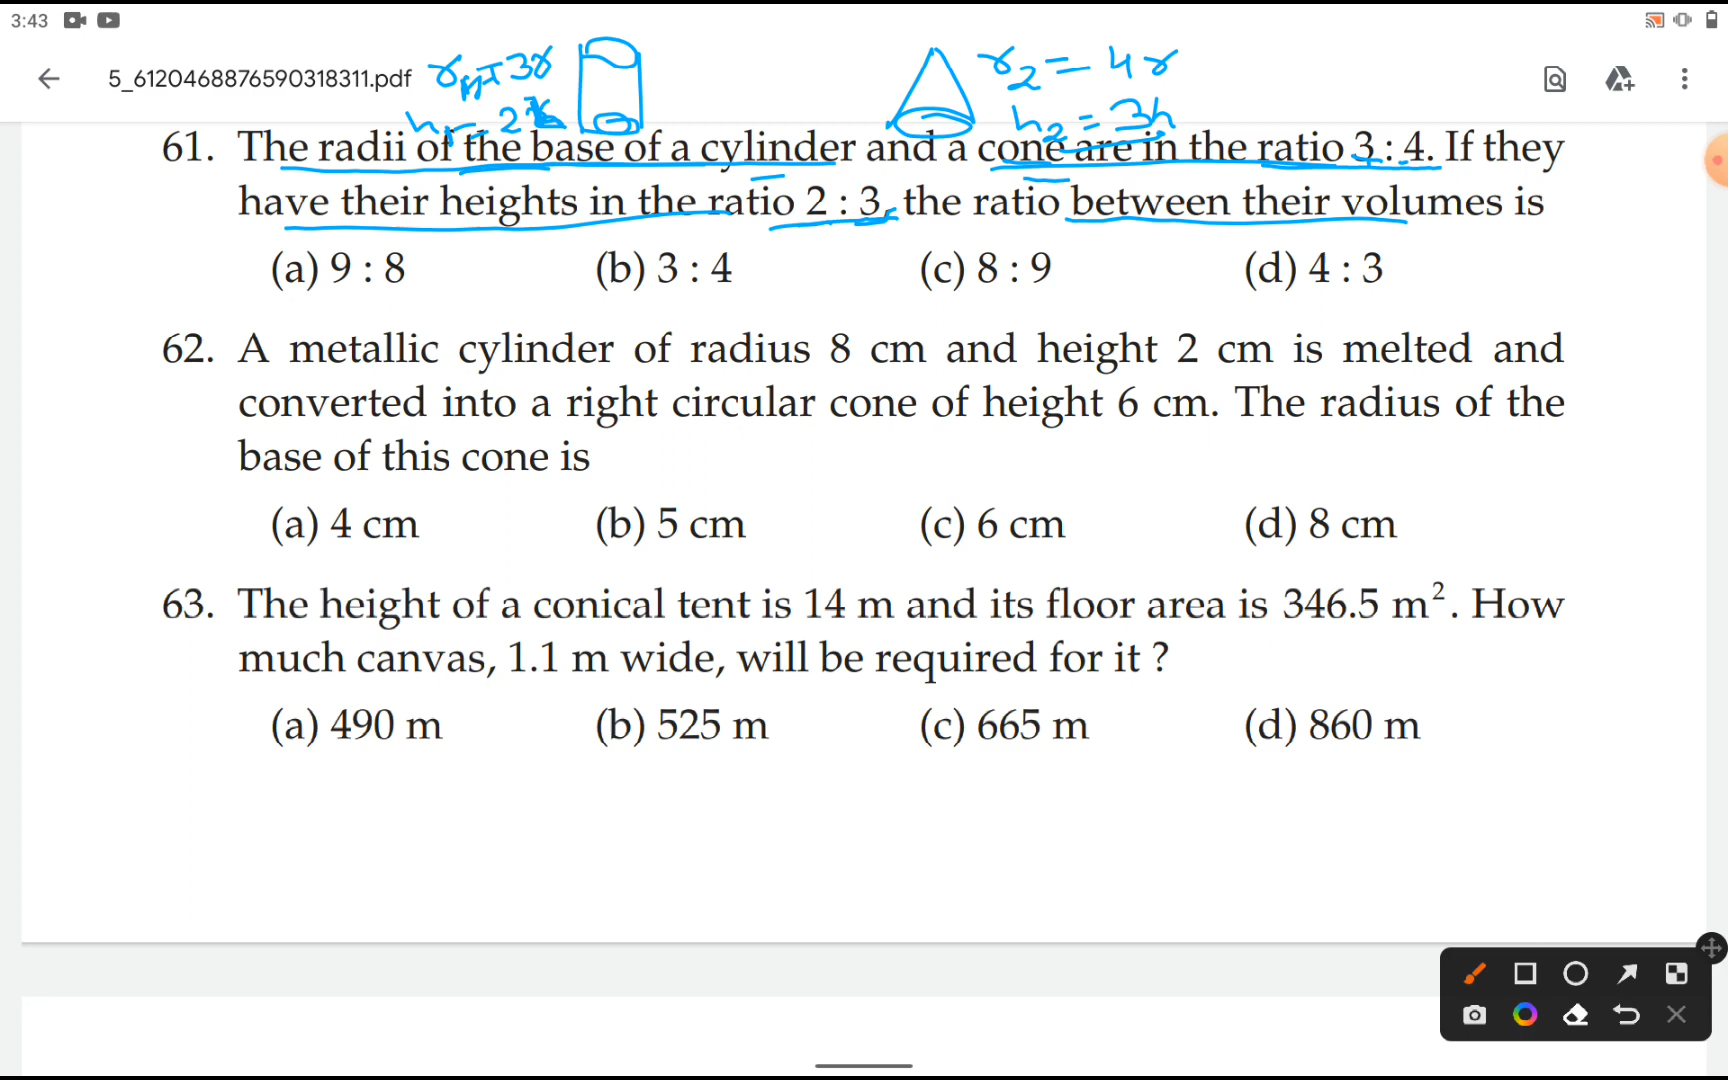 3:43
5_6120468876590318311.pdf
r₁ = 3r
h₁ = 2h
r₂ = 4r
h₂ = 3h
61. The radii of the base of a cylinder and a cone are in the ratio 3 : 4. If they
have their heights in the ratio 2 : 3, the ratio between their volumes is
(a) 9 : 8 (b) 3 : 4 (c) 8 : 9 (d) 4 : 3
62. A metallic cylinder of radius 8 cm and height 2 cm is melted and
converted into a right circular cone of height 6 cm. The radius of the
base of this cone is
(a) 4 cm (b) 5 cm (c) 6 cm (d) 8 cm
63. The height of a conical tent is 14 m and its floor area is 346.5 m². How
much canvas, 1.1 m wide, will be required for it ?
(a) 490 m (b) 525 m (c) 665 m (d) 860 m